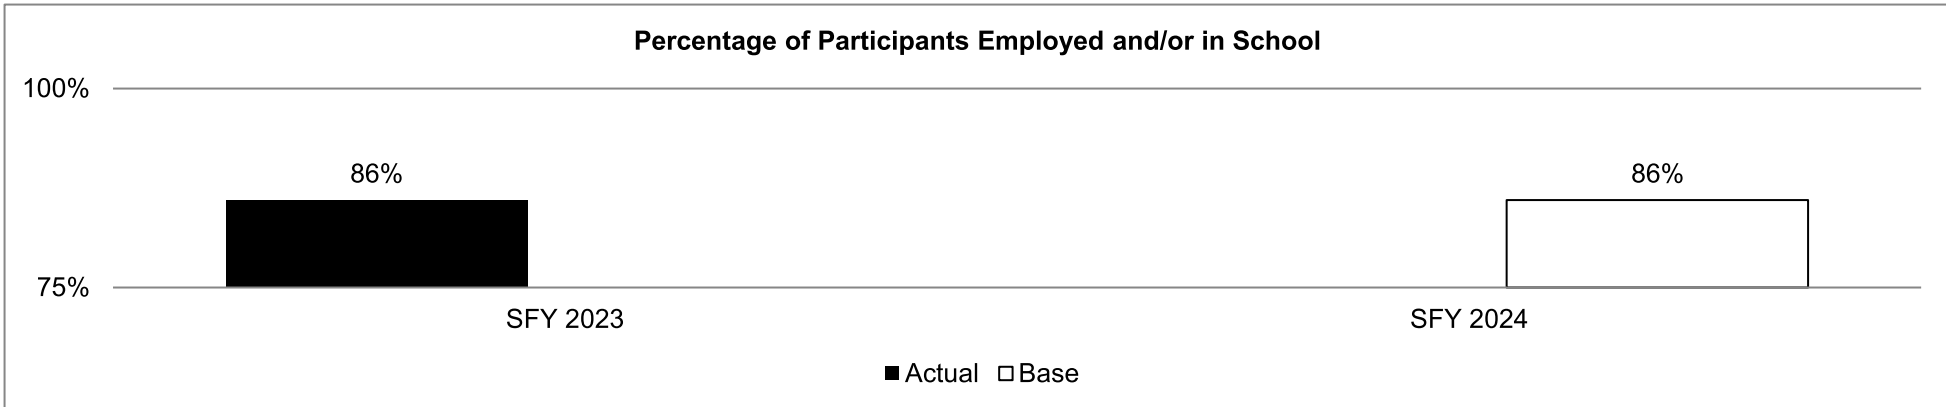 Percentage of Participants Employed and/or in School
100%
86%
86%
75%
SFY 2023
SFY 2024
Actual
Base